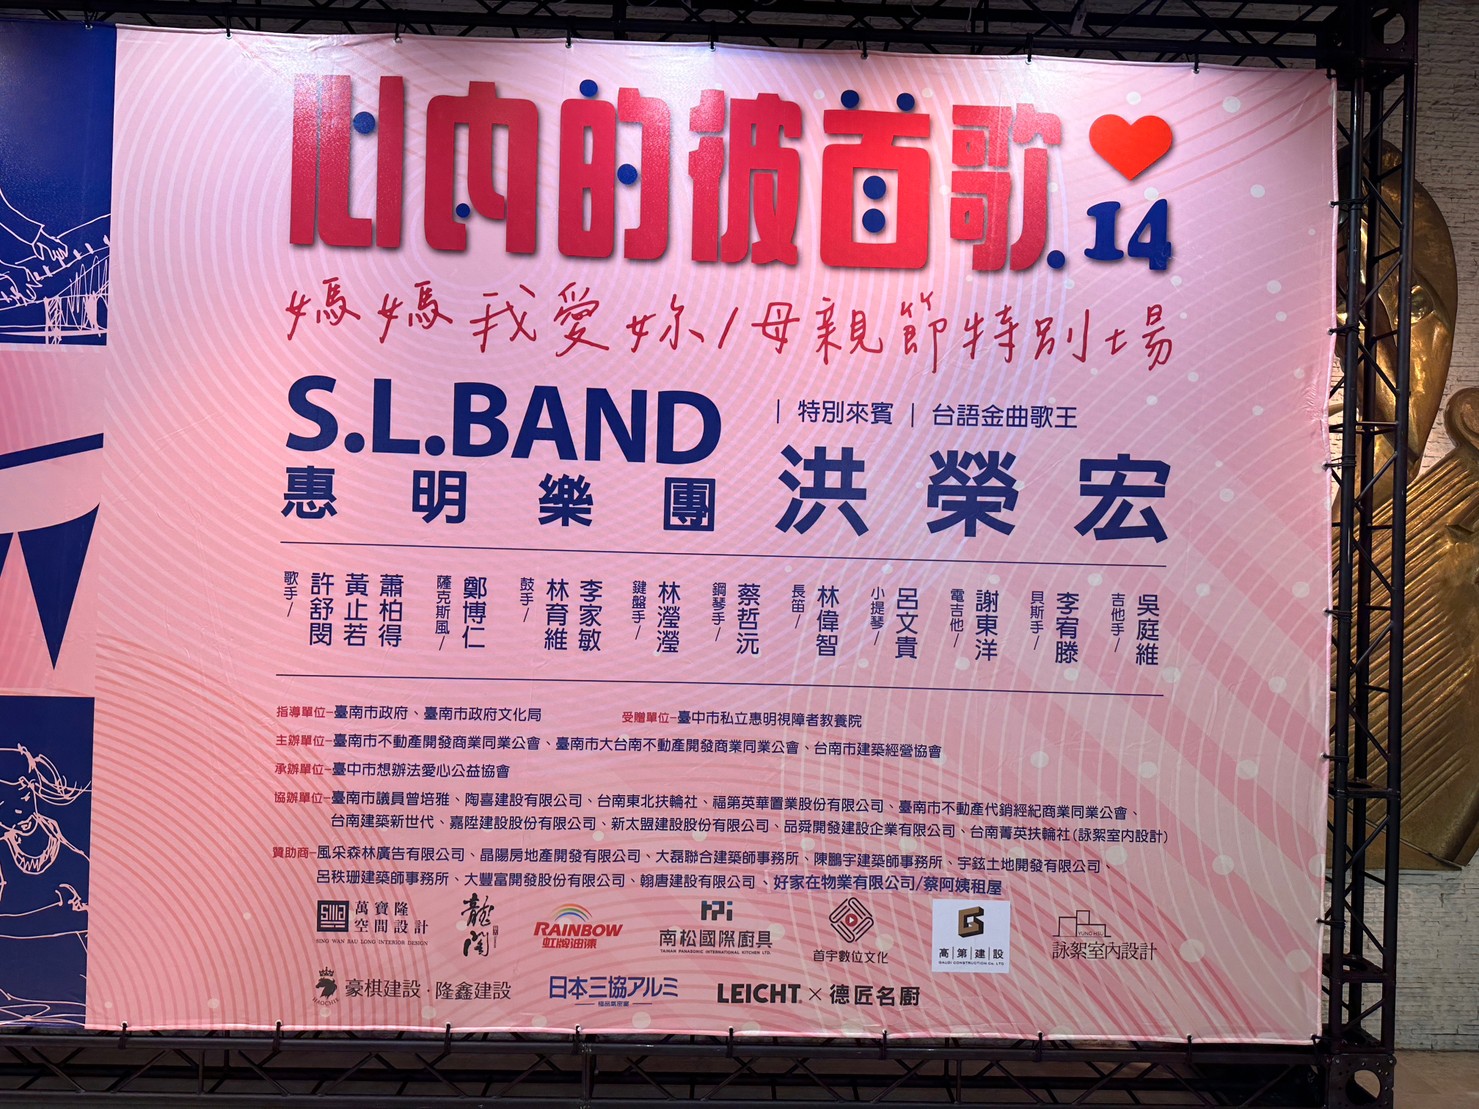 心內的彼首歌.14
媽媽我愛妳/母親節特別場
S.L.BAND
惠明樂團
｜特別來賓｜台語金曲歌王
洪榮宏
歌手/ 許舒閔 黃止若 蕭柏得
薩克斯風/ 鄭博仁
鼓手/ 林育維 李家敏
鍵盤手/ 林瀅瀅
鋼琴手/ 蔡哲沅
長笛/ 林偉智
小提琴/ 呂文貴
電吉他/ 謝東洋
貝斯手/ 李宥滕
吉他手/ 吳庭維
指導單位–臺南市政府、臺南市政府文化局
受贈單位–臺中市私立惠明視障者教養院
主辦單位–臺南市不動產開發商業同業公會、臺南市大台南不動產開發商業同業公會、台南市建築經營協會
承辦單位–臺中市想辦法愛心公益協會
協辦單位–臺南市議員曾培雅、陶喜建設有限公司、台南東北扶輪社、福第英華置業股份有限公司、臺南市不動產代銷經紀商業同業公會、
台南建築新世代、嘉陞建設股份有限公司、新太盟建設股份有限公司、品舜開發建設企業有限公司、台南菁英扶輪社(詠絮室內設計)
贊助商–風采森林廣告有限公司、晶陽房地產開發有限公司、大磊聯合建築師事務所、陳鵬宇建築師事務所、宇鉉土地開發有限公司、
呂秩珊建築師事務所、大豐富開發股份有限公司、翰唐建設有限公司、好家在物業有限公司/蔡阿姨租屋
萬寶隆
空間設計
SING WAN BAU LONG INTERIOR DESIGN
龍閣
RAINBOW
虹牌油漆
南松國際廚具
TAINAN PANASONIC INTERNATIONAL KITCHEN LTD.
首宇數位文化
高|第|建|設
GAUDI CONSTRUCTION Co., LTD.
YUNG HSU
詠絮室內設計
HAOCHIE
豪棋建設·隆鑫建設
日本三協アルミ
LEICHT × 德匠名廚